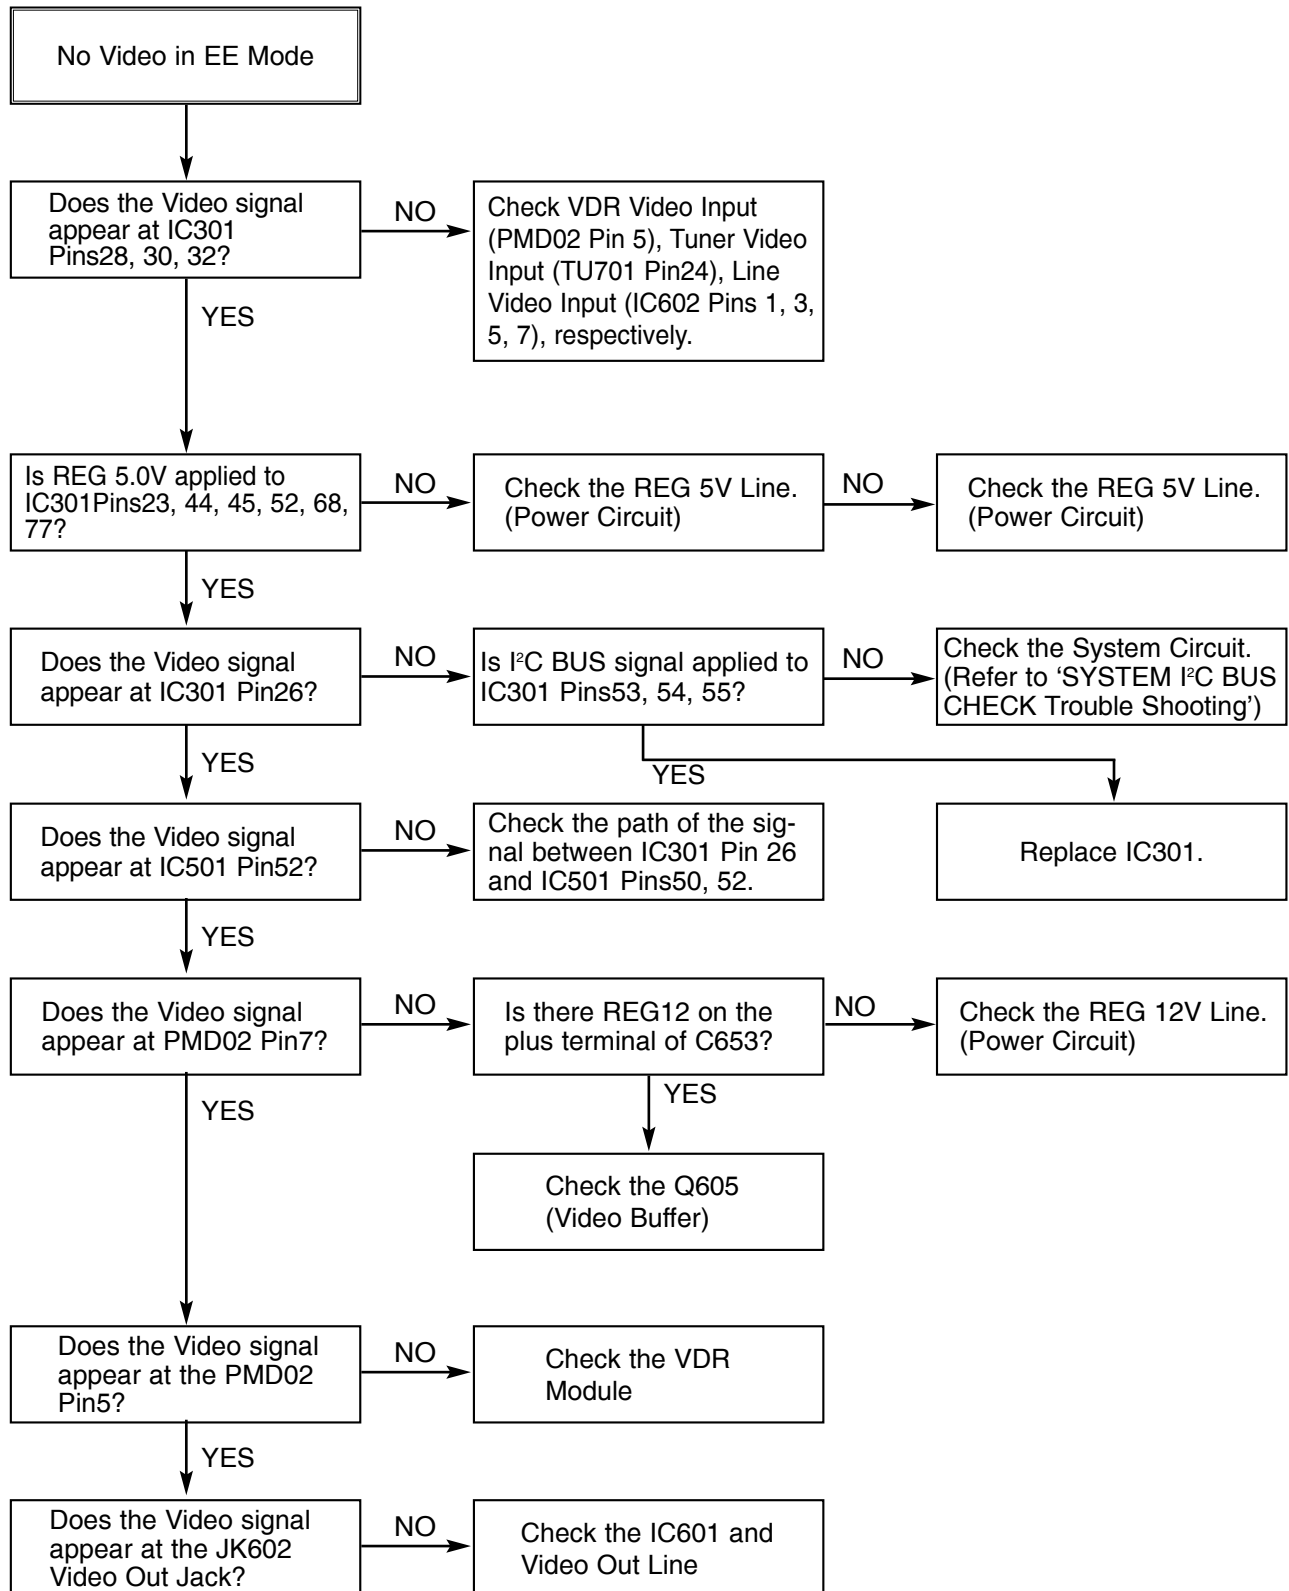 No Video in EE Mode
Does the Video signal
appear at IC301
Pins28, 30, 32?
NO
Check VDR Video Input
(PMD02 Pin 5), Tuner Video
Input (TU701 Pin24), Line
Video Input (IC602 Pins 1, 3,
5, 7), respectively.
YES
Is REG 5.0V applied to
IC301Pins23, 44, 45, 52, 68,
77?
NO
Check the REG 5V Line.
(Power Circuit)
NO
Check the REG 5V Line.
(Power Circuit)
YES
Does the Video signal
appear at IC301 Pin26?
NO
Is I²C BUS signal applied to
IC301 Pins53, 54, 55?
NO
Check the System Circuit.
(Refer to ‘SYSTEM I²C BUS
CHECK Trouble Shooting’)
YES
YES
Does the Video signal
appear at IC501 Pin52?
NO
Check the path of the sig-
nal between IC301 Pin 26
and IC501 Pins50, 52.
Replace IC301.
YES
Does the Video signal
appear at PMD02 Pin7?
NO
Is there REG12 on the
plus terminal of C653?
NO
Check the REG 12V Line.
(Power Circuit)
YES
YES
Check the Q605
(Video Buffer)
Does the Video signal
appear at the PMD02
Pin5?
NO
Check the VDR
Module
YES
Does the Video signal
appear at the JK602
Video Out Jack?
NO
Check the IC601 and
Video Out Line